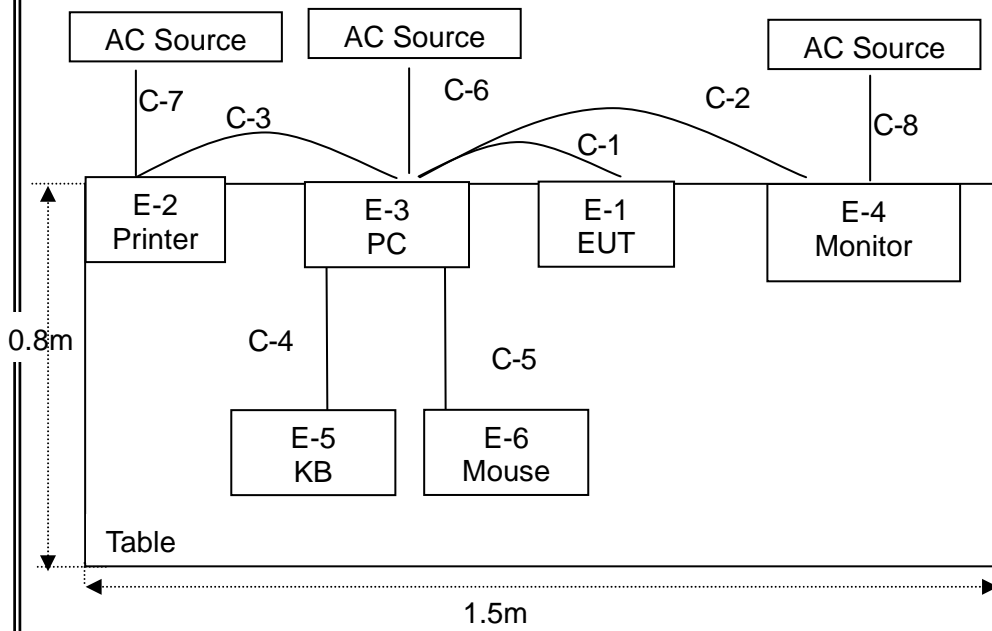 AC Source
AC Source
AC Source
C-7
C-3
C-6
C-1
C-2
C-8
E-2
Printer
E-3
PC
E-1
EUT
E-4
Monitor
0.8m
C-4
C-5
E-5
KB
E-6
Mouse
Table
1.5m